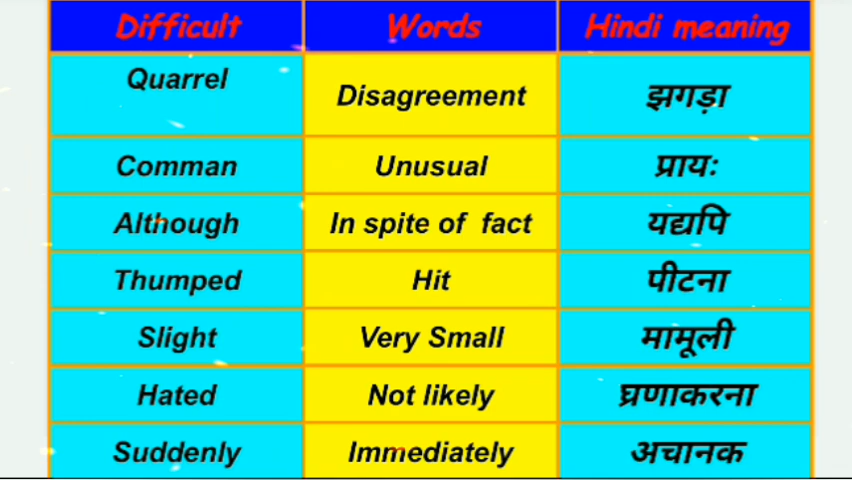 Difficult Words Hindi meaning
Quarrel Disagreement झगड़ा
Comman Unusual प्रायः
Although In spite of fact यद्यपि
Thumped Hit पीटना
Slight Very Small मामूली
Hated Not likely घ्रणाकरना
Suddenly Immediately अचानक